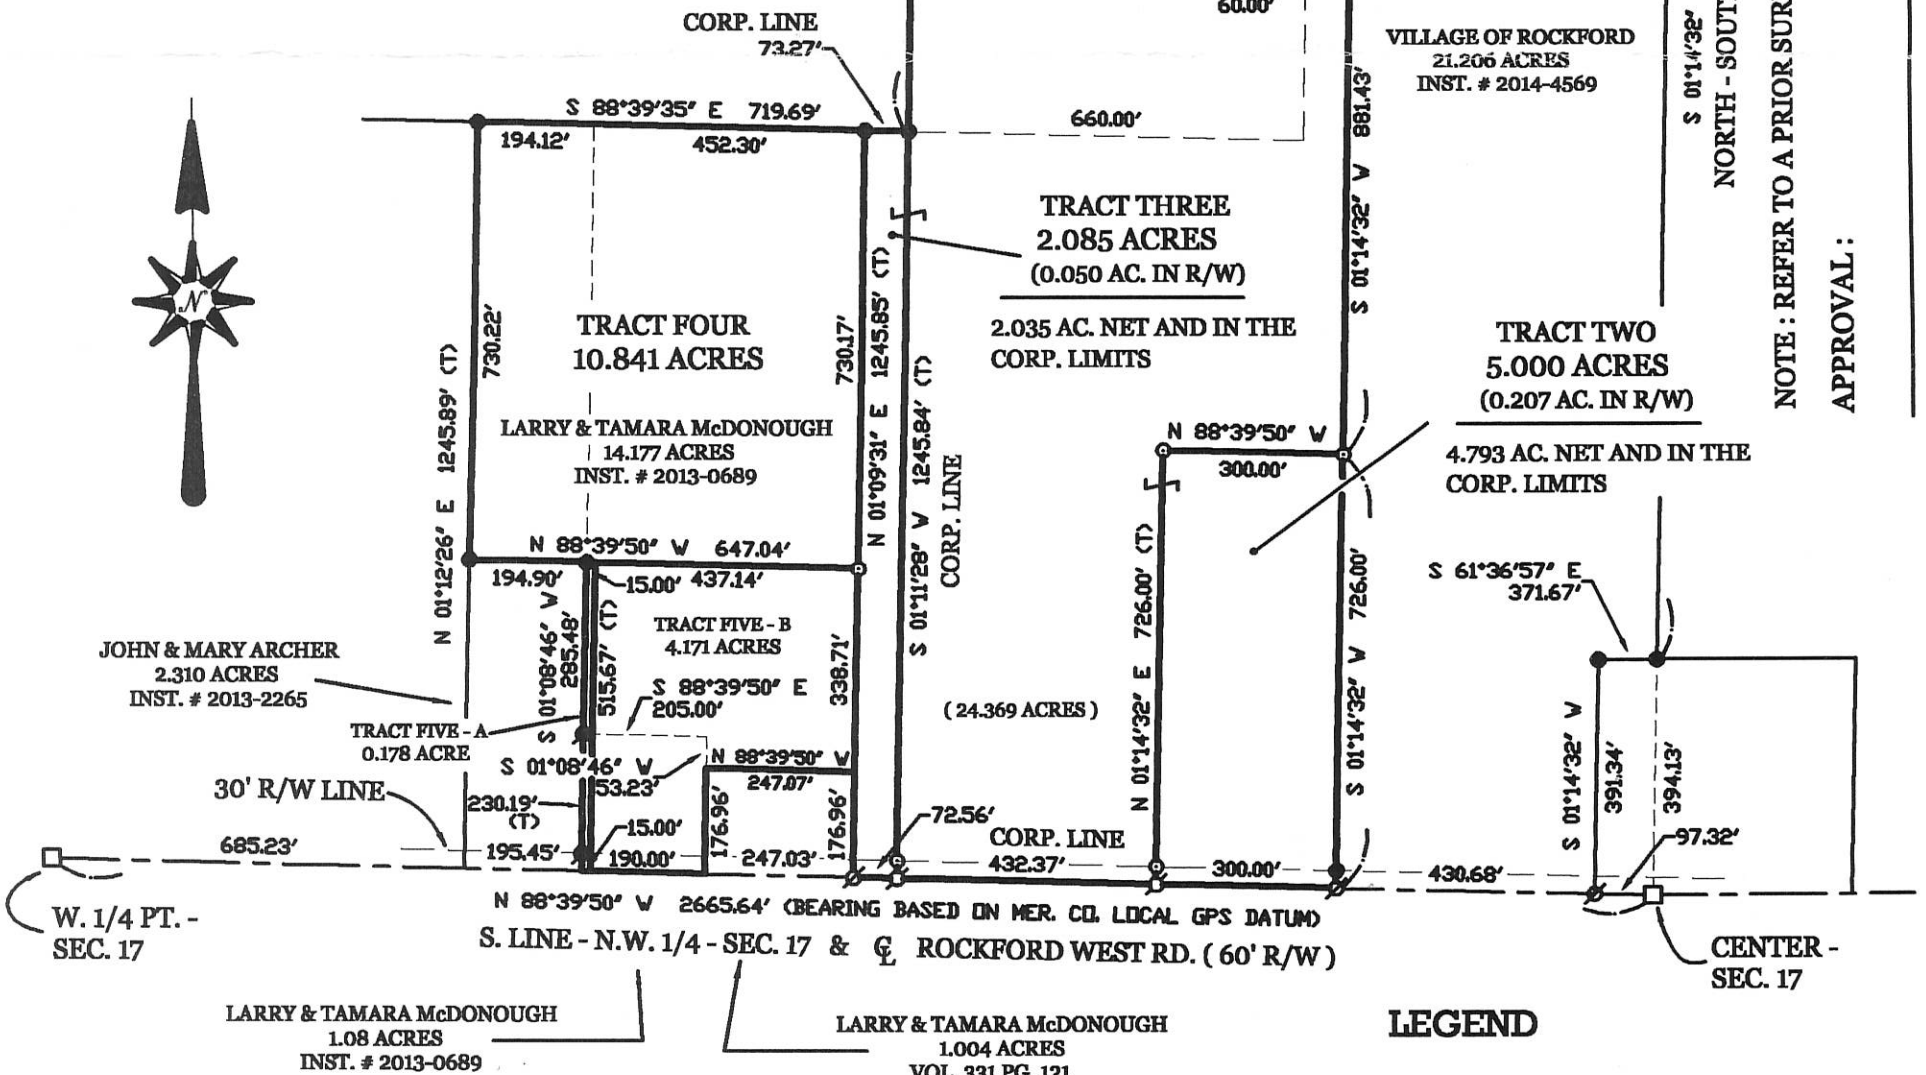 CORP. LINE
73.27'
60.00'
VILLAGE OF ROCKFORD
21.206 ACRES
INST. # 2014-4569
S 01°14'32"
NORTH - SOUT
NOTE : REFER TO A PRIOR SUR
APPROVAL :
S 88°39'35" E 719.69'
194.12'
452.30'
660.00'
S 01°14'32" W 881.43'
N
TRACT THREE
2.085 ACRES
(0.050 AC. IN R/W)
2.035 AC. NET AND IN THE
CORP. LIMITS
TRACT FOUR
10.841 ACRES
730.22'
N 01°12'26" E 1245.89' (T)
730.17'
N 01°09'31" E 1245.85' (T)
S 01°11'28" W 1245.84' (T)
CORP. LINE
TRACT TWO
5.000 ACRES
(0.207 AC. IN R/W)
4.793 AC. NET AND IN THE
CORP. LIMITS
LARRY & TAMARA McDONOUGH
14.177 ACRES
INST. # 2013-0689
N 88°39'50" W
300.00'
N 88°39'50" W 647.04'
194.90'
15.00'
437.14'
S 01°08'46" W
285.48'
515.67' (T)
TRACT FIVE - B
4.171 ACRES
338.71'
S 88°39'50" E
205.00'
JOHN & MARY ARCHER
2.310 ACRES
INST. # 2013-2265
TRACT FIVE - A
0.178 ACRE
S 01°08'46" W
53.23'
N 88°39'50" W
247.07'
30' R/W LINE
230.19'
(T)
15.00'
176.96'
176.96'
( 24.369 ACRES )
N 01°14'32" E 726.00' (T)
S 01°14'32" W 726.00'
S 61°36'57" E
371.67'
S 01°14'32" W
391.34'
394.13'
97.32'
685.23'
195.45'
190.00'
247.03'
72.56'
CORP. LINE
432.37'
300.00'
430.68'
W. 1/4 PT. -
SEC. 17
N 88°39'50" W 2665.64' (BEARING BASED ON MER. CO. LOCAL GPS DATUM)
S. LINE - N.W. 1/4 - SEC. 17 & ℄ ROCKFORD WEST RD. ( 60' R/W )
CENTER -
SEC. 17
LARRY & TAMARA McDONOUGH
1.08 ACRES
INST. # 2013-0689
LARRY & TAMARA McDONOUGH
1.004 ACRES
VOL. 331 PG. 121
LEGEND